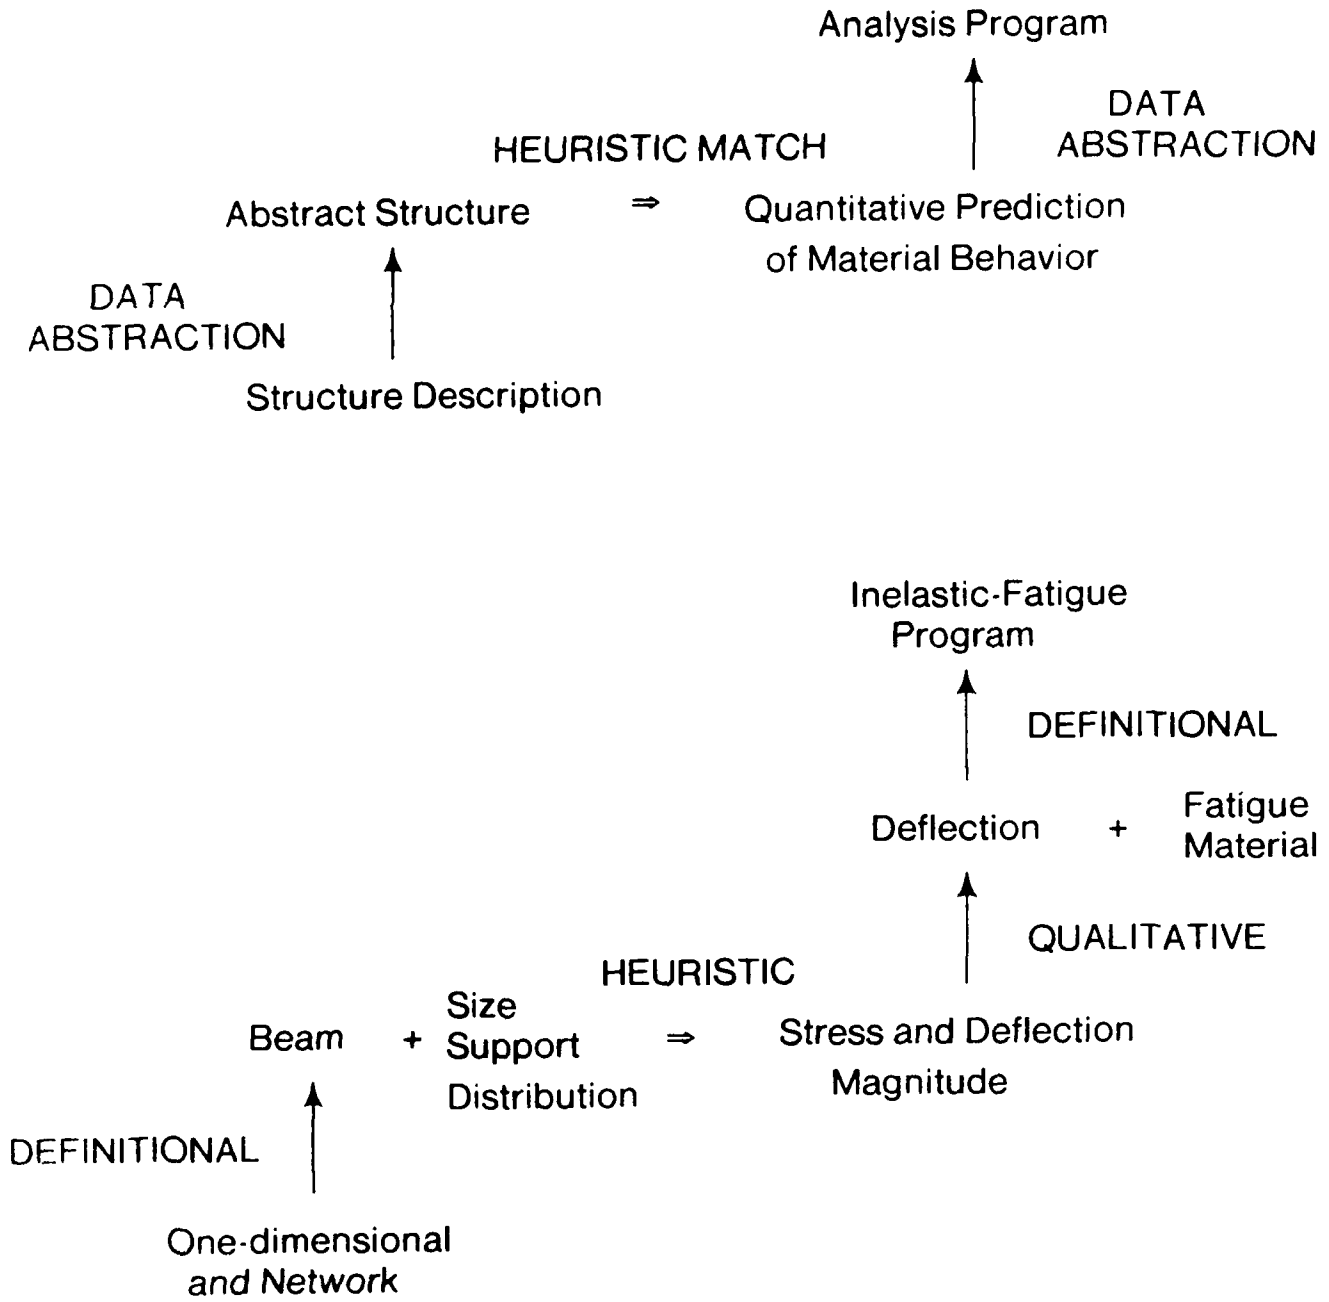 Analysis Program
DATA
ABSTRACTION
HEURISTIC MATCH
Abstract Structure ⇒ Quantitative Prediction
of Material Behavior
DATA
ABSTRACTION
Structure Description
Inelastic-Fatigue
Program
DEFINITIONAL
Deflection + Fatigue
Material
QUALITATIVE
HEURISTIC
Beam + Size
Support
Distribution
⇒ Stress and Deflection
Magnitude
DEFINITIONAL
One-dimensional
and Network